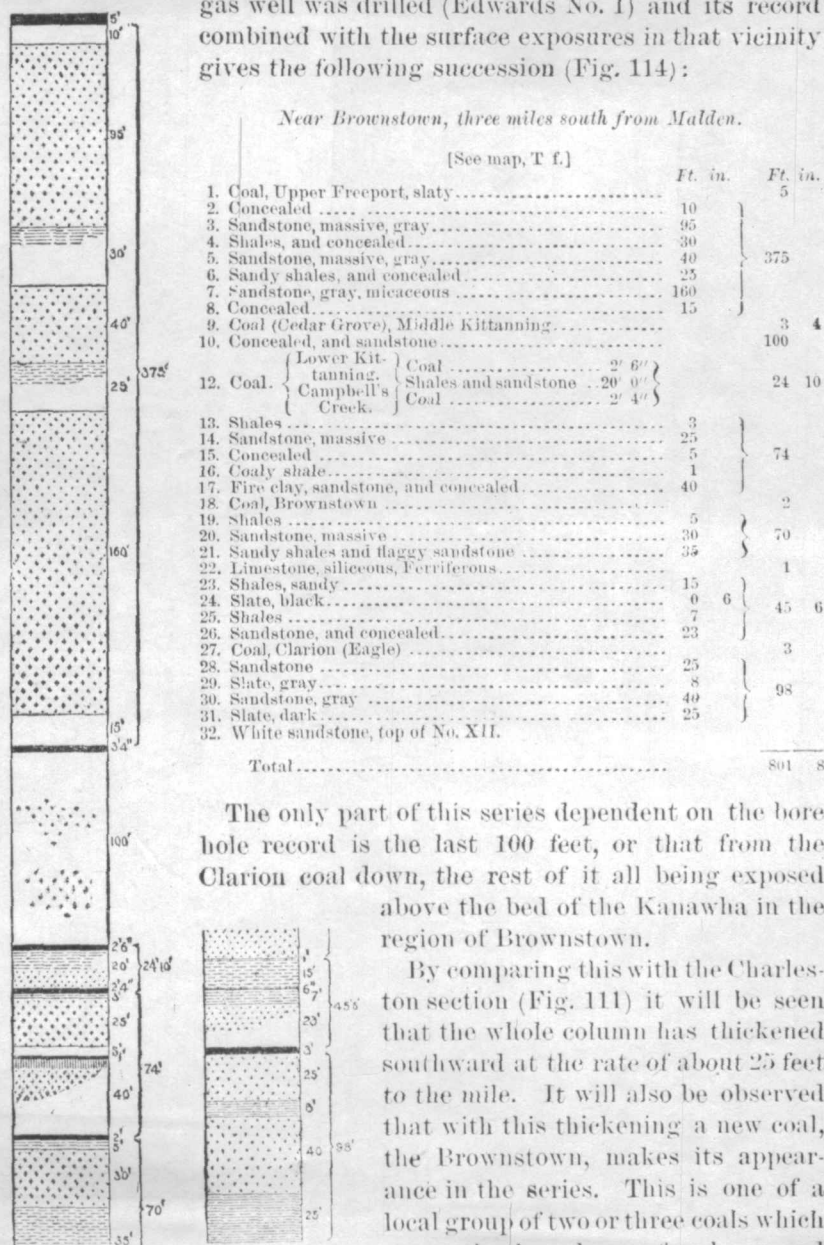 gas well was drilled (Edwards No. 1) and its record
combined with the surface exposures in that vicinity
gives the following succession (Fig. 114):
Near Brownstown, three miles south from Malden.
[See map, T f.]
Ft. in. Ft. in.
1. Coal, Upper Freeport, slaty 5
2. Concealed 10
3. Sandstone, massive, gray 95
4. Shales, and concealed 30
5. Sandstone, massive, gray 40 375
6. Sandy shales, and concealed 25
7. Sandstone, gray, micaceous 160
8. Concealed 15
9. Coal (Cedar Grove), Middle Kittanning 3 4
10. Concealed, and sandstone 100
12. Coal. { Lower Kittanning. Campbell's Creek. } { Coal 2' 6"
Shales and sandstone 20' 0" } 24 10
Coal 2' 4"
13. Shales 3
14. Sandstone, massive 25
15. Concealed 5 74
16. Coaly shale 1
17. Fire clay, sandstone, and concealed 40
18. Coal, Brownstown 2
19. Shales 5
20. Sandstone, massive 30 70
21. Sandy shales and flaggy sandstone 35
22. Limestone, siliceous, Ferriferous 1
23. Shales, sandy 15
24. Slate, black 0 6 45 6
25. Shales 7
26. Sandstone, and concealed 23
27. Coal, Clarion (Eagle) 3
28. Sandstone 25
29. Slate, gray 8 98
30. Sandstone, gray 40
31. Slate, dark 25
32. White sandstone, top of No. XII.
Total 801 8
The only part of this series dependent on the bore
hole record is the last 100 feet, or that from the
Clarion coal down, the rest of it all being exposed
above the bed of the Kanawha in the
region of Brownstown.
By comparing this with the Charles-
ton section (Fig. 111) it will be seen
that the whole column has thickened
southward at the rate of about 25 feet
to the mile. It will also be observed
that with this thickening a new coal,
the Brownstown, makes its appear-
ance in the series. This is one of a
local group of two or three coals which
5'
10'
95'
30'
40'
25'
375'
160'
15'
3'4"
100'
2'6"
20'
24'10"
2'4"
3'
25'
5'
74'
40'
2'
5'
30'
70'
35'
1'
15'
6"
7'
45'6"
23'
3'
25'
8'
40
98'
25'